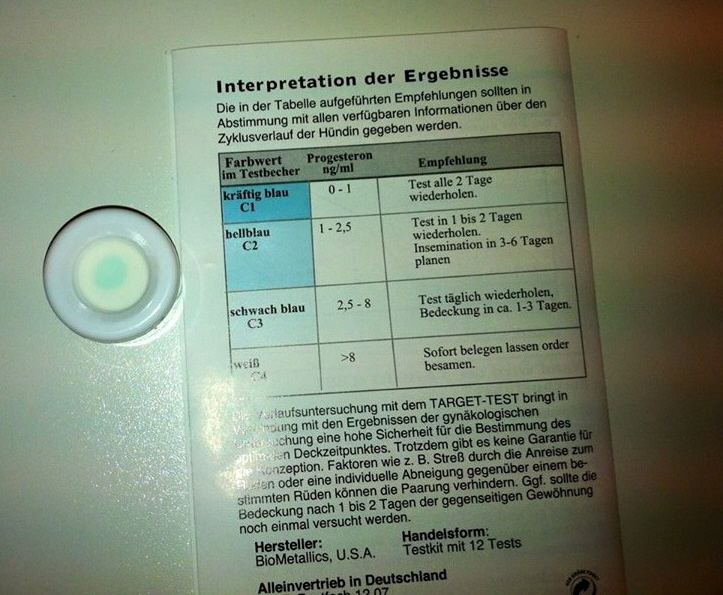 Interpretation der Ergebnisse
Die in der Tabelle aufgeführten Empfehlungen sollten in
Abstimmung mit allen verfügbaren Informationen über den
Zyklusverlauf der Hündin gegeben werden.
Farbwert im Testbecher
Progesteron ng/ml
Empfehlung
kräftig blau
C1
0 - 1
Test alle 2 Tage
wiederholen.
hellblau
C2
1 - 2,5
Test in 1 bis 2 Tagen
wiederholen.
Insemination in 3-6 Tagen
planen
schwach blau
C3
2,5 - 8
Test täglich wiederholen,
Bedeckung in ca. 1-3 Tagen.
weiß
C4
>8
Sofort belegen lassen order
besamen.
mit dem TARGET-TEST bringt in
mit den Ergebnissen der gynäkologischen
eine hohe Sicherheit für die Bestimmung des
Deckzeitpunktes. Trotzdem gibt es keine Garantie für
Konzeption. Faktoren wie z. B. Streß durch die Anreise zum
oder eine individuelle Abneigung gegenüber einem be-
stimmten Rüden können die Paarung verhindern. Ggf. sollte die
Bedeckung nach 1 bis 2 Tagen der gegenseitigen Gewöhnung
noch einmal versucht werden.
Hersteller:
BioMetallics, U.S.A.
Handelsform:
Testkit mit 12 Tests
Alleinvertrieb in Deutschland
12 07